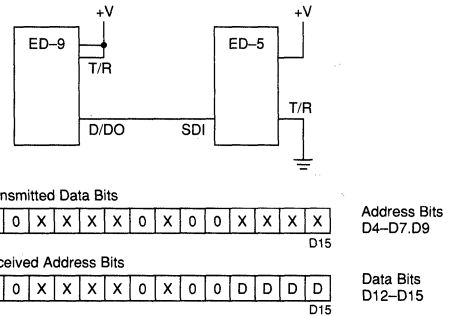 +V +V
ED–9 ED–5
T/R
T/R
D/DO SDI
nsmitted Data Bits
0 X X X X 0 X 0 0 X X X X
D15
Address Bits
D4–D7.D9
ceived Address Bits
0 X X X X 0 X 0 0 D D D D
D15
Data Bits
D12–D15